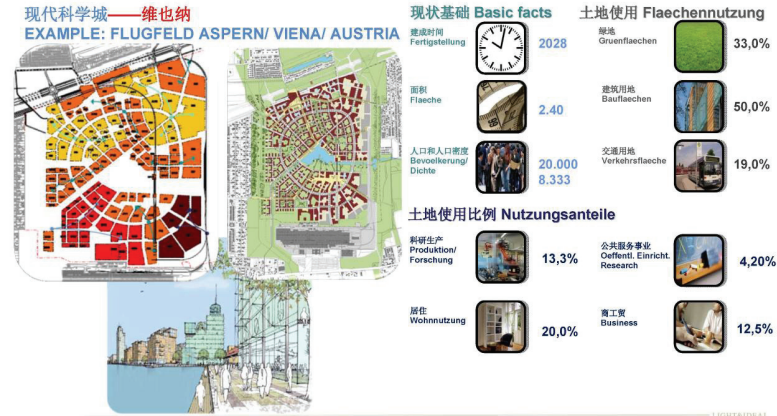 现代科学城——维也纳
EXAMPLE: FLUGFELD ASPERN/ VIENA/ AUSTRIA
现状基础 Basic facts
建成时间
Fertigstellung
2028
面积
Flaeche
2.40
人口和人口密度
Bevoelkerung/
Dichte
20.000
8.333
土地使用 Flaechennutzung
绿地
Gruenflaechen
33,0%
建筑用地
Bauflaechen
50,0%
交通用地
Verkehrsflaeche
19,0%
土地使用比例 Nutzungsanteile
科研生产
Produktion/
Forschung
13,3%
公共服务事业
Oeffentl. Einricht.
Research
4,20%
居住
Wohnnutzung
20,0%
商工贸
Business
12,5%
LIGHTRIDEAL